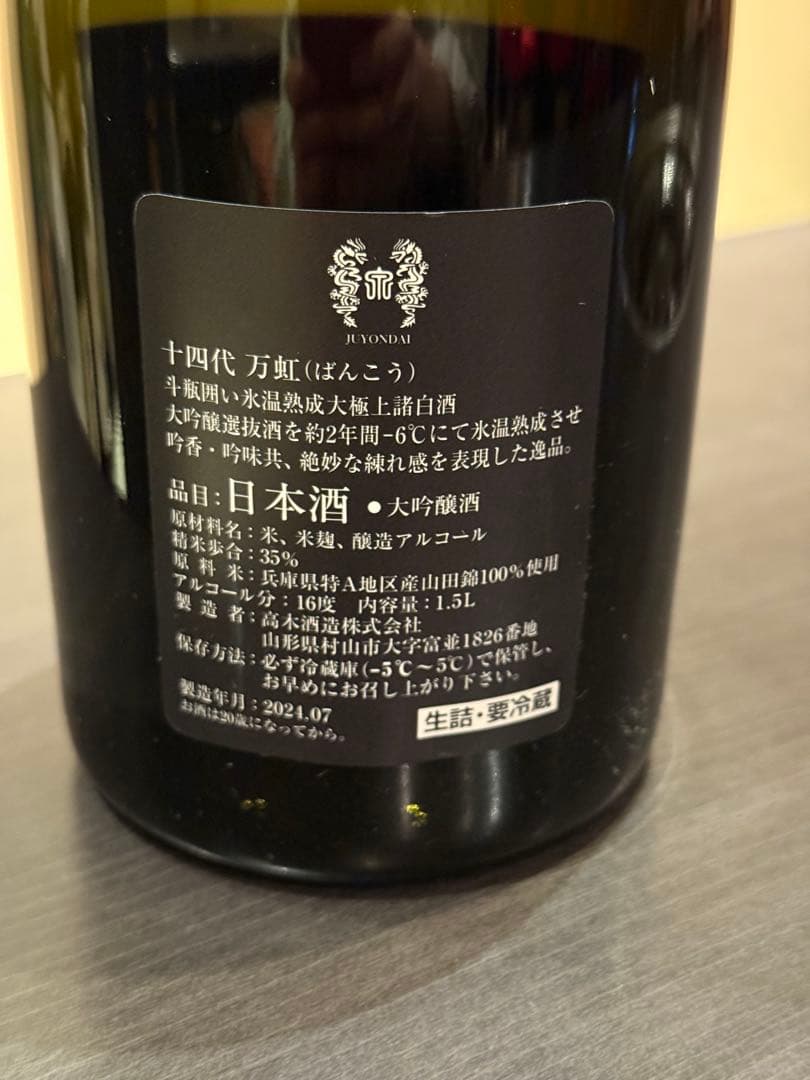 JUYONDAI
十四代 万虹(ばんこう)
斗瓶囲い氷温熟成大極上諸白酒
大吟醸選抜酒を約2年間-6℃にて氷温熟成させ
吟香・吟味共、絶妙な練れ感を表現した逸品。
品目:日本酒 ●大吟醸酒
原材料名:米、米麹、醸造アルコール
精米歩合:35%
原料米:兵庫県特A地区産山田錦100%使用
アルコール分:16度 内容量:1.5L
製造者:高木酒造株式会社
山形県村山市大字富並1826番地
保存方法:必ず冷蔵庫(-5℃〜5℃)で保管し、
お早めにお召し上がり下さい。
製造年月:2024.07
お酒は20歳になってから。
生詰・要冷蔵